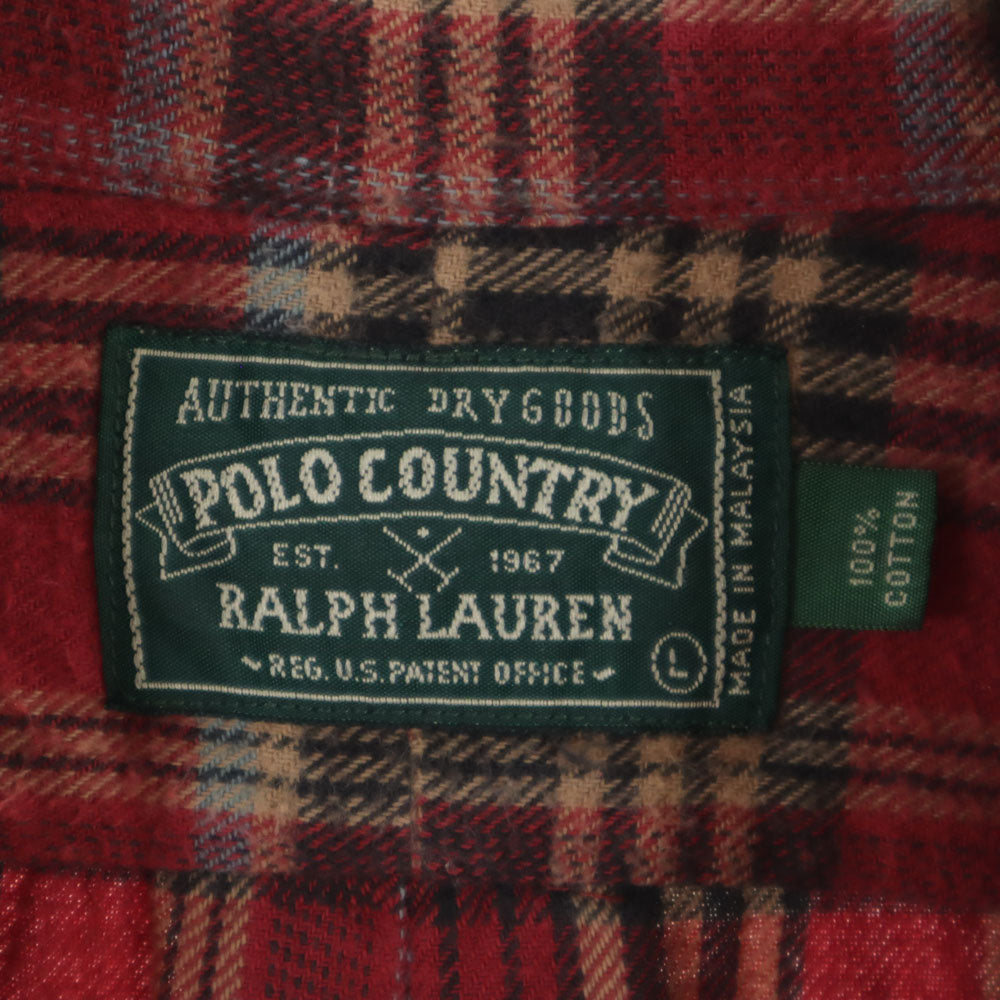 AUTHENTIC DRY GOODS
POLO COUNTRY
EST. 1967
RALPH LAUREN
REG. U.S. PATENT OFFICE
L
MADE IN MALAYSIA
100%
COTTON